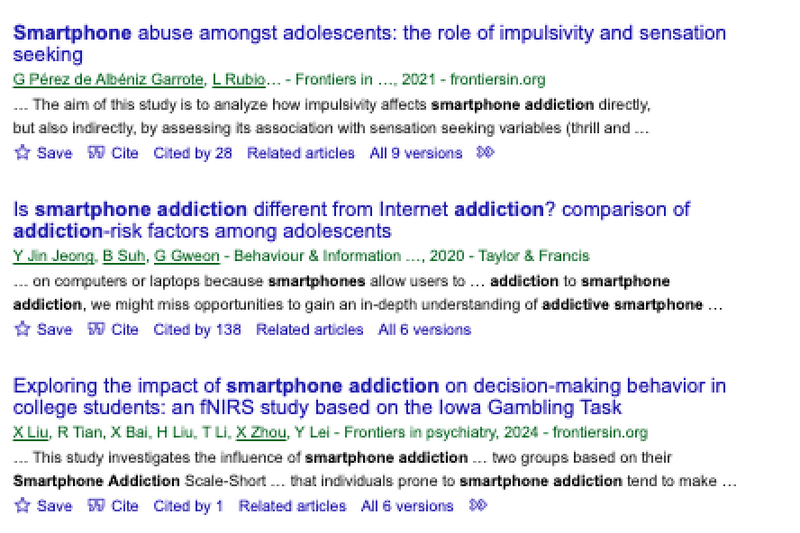 Smartphone abuse amongst adolescents: the role of impulsivity and sensation
seeking
G Pérez de Albéniz Garrote, L Rubio… - Frontiers in …, 2021 - frontiersin.org
… The aim of this study is to analyze how impulsivity affects smartphone addiction directly,
but also indirectly, by assessing its association with sensation seeking variables (thrill and …
Save Cite Cited by 28 Related articles All 9 versions
Is smartphone addiction different from Internet addiction? comparison of
addiction-risk factors among adolescents
Y Jin Jeong, B Suh, G Gweon - Behaviour & Information …, 2020 - Taylor & Francis
… on computers or laptops because smartphones allow users to … addiction to smartphone
addiction, we might miss opportunities to gain an in-depth understanding of addictive smartphone …
Save Cite Cited by 138 Related articles All 6 versions
Exploring the impact of smartphone addiction on decision-making behavior in
college students: an fNIRS study based on the Iowa Gambling Task
X Liu, R Tian, X Bai, H Liu, T Li, X Zhou, Y Lei - Frontiers in psychiatry, 2024 - frontiersin.org
… This study investigates the influence of smartphone addiction … two groups based on their
Smartphone Addiction Scale-Short … that individuals prone to smartphone addiction tend to make …
Save Cite Cited by 1 Related articles All 6 versions